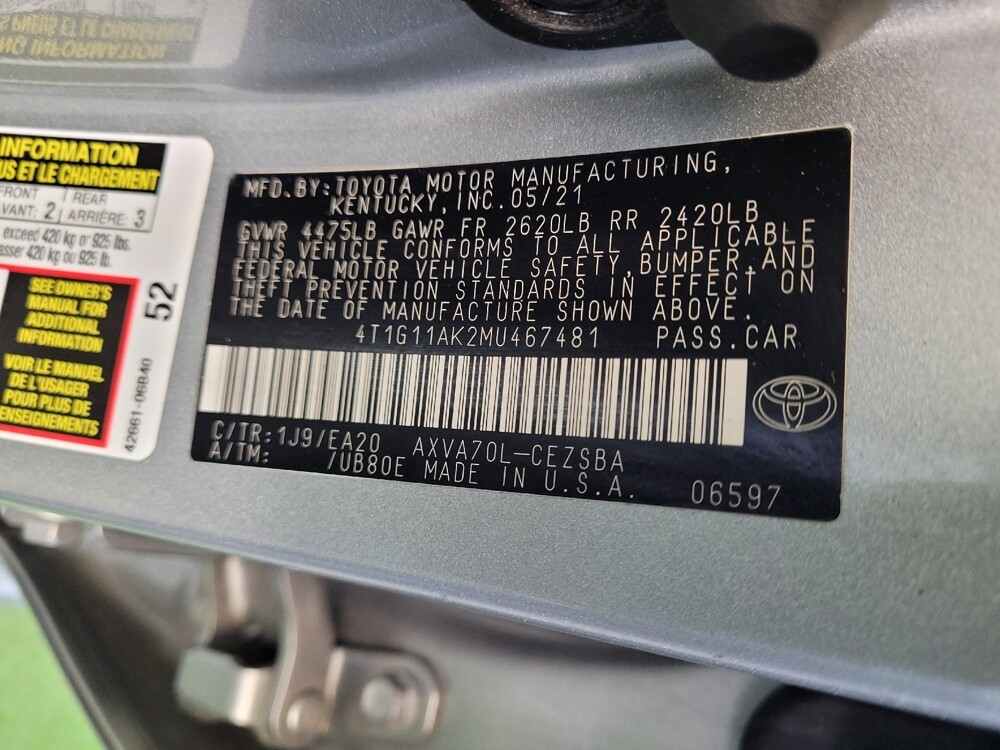 INFORMATION
US ET LE CHARGEMENT
FRONT
AVANT: 2
REAR
ARRIÈRE: 3
exceed 420 kg or 925 lbs.
asser 420 kg ou 925 lb.
SEE OWNER'S
MANUAL FOR
ADDITIONAL
INFORMATION
VOIR LE MANUEL
DE L'USAGER
POUR PLUS DE
ENSEIGNEMENTS
52
42661-06B40
MFD.BY:TOYOTA MOTOR MANUFACTURING,
KENTUCKY,INC.05/21
GVWR 4475LB GAWR FR 2620LB RR 2420LB
THIS VEHICLE CONFORMS TO ALL APPLICABLE
FEDERAL MOTOR VEHICLE SAFETY,BUMPER,AND
THEFT PREVENTION STANDARDS IN EFFECT ON
THE DATE OF MANUFACTURE SHOWN ABOVE.
4T1G11AK2MU467481 PASS.CAR
C/TR:1J9/EA20 AXVA70L-CEZSBA
A/TM: /UB80E MADE IN U.S.A. 06597